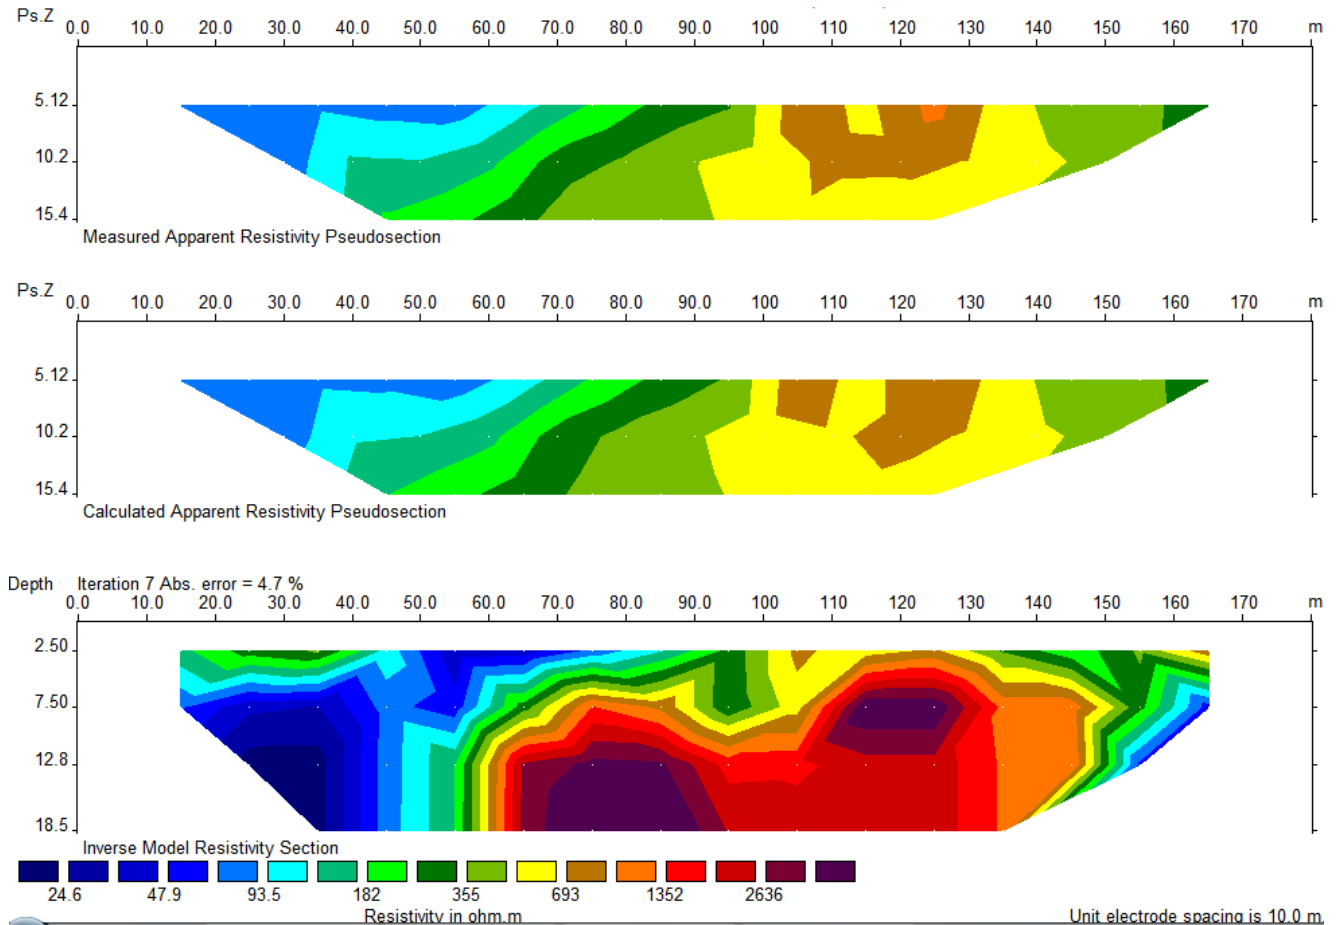 Ps.Z
0.0 10.0 20.0 30.0 40.0 50.0 60.0 70.0 80.0 90.0 100 110 120 130 140 150 160 170 m
5.12
10.2
15.4
Measured Apparent Resistivity Pseudosection
Ps.Z
0.0 10.0 20.0 30.0 40.0 50.0 60.0 70.0 80.0 90.0 100 110 120 130 140 150 160 170 m
5.12
10.2
15.4
Calculated Apparent Resistivity Pseudosection
Depth Iteration 7 Abs. error = 4.7 %
0.0 10.0 20.0 30.0 40.0 50.0 60.0 70.0 80.0 90.0 100 110 120 130 140 150 160 170 m
2.50
7.50
12.8
18.5
Inverse Model Resistivity Section
24.6 47.9 93.5 182 355 693 1352 2636
Resistivity in ohm.m Unit electrode spacing is 10.0 m.